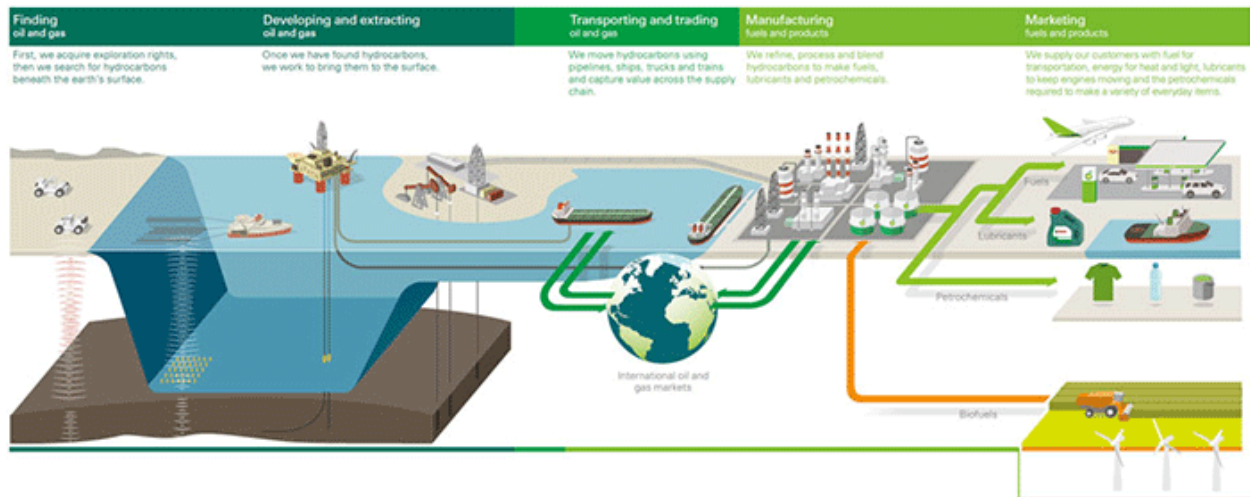 Finding
oil and gas
First, we acquire exploration rights,
then we search for hydrocarbons
beneath the earth's surface.
Developing and extracting
oil and gas
Once we have found hydrocarbons,
we work to bring them to the surface.
Transporting and trading
oil and gas
We move hydrocarbons using
pipelines, ships, trucks and trains
and capture value across the supply
chain.
Manufacturing
fuels and products
We refine, process and blend
hydrocarbons to make fuels,
lubricants and petrochemicals.
Marketing
fuels and products
We supply our customers with fuel for
transportation, energy for heat and light, lubricants
to keep engines moving and the petrochemicals
required to make a variety of everyday items.
Fuels
Lubricants
Petrochemicals
International oil and
gas markets
Biofuels